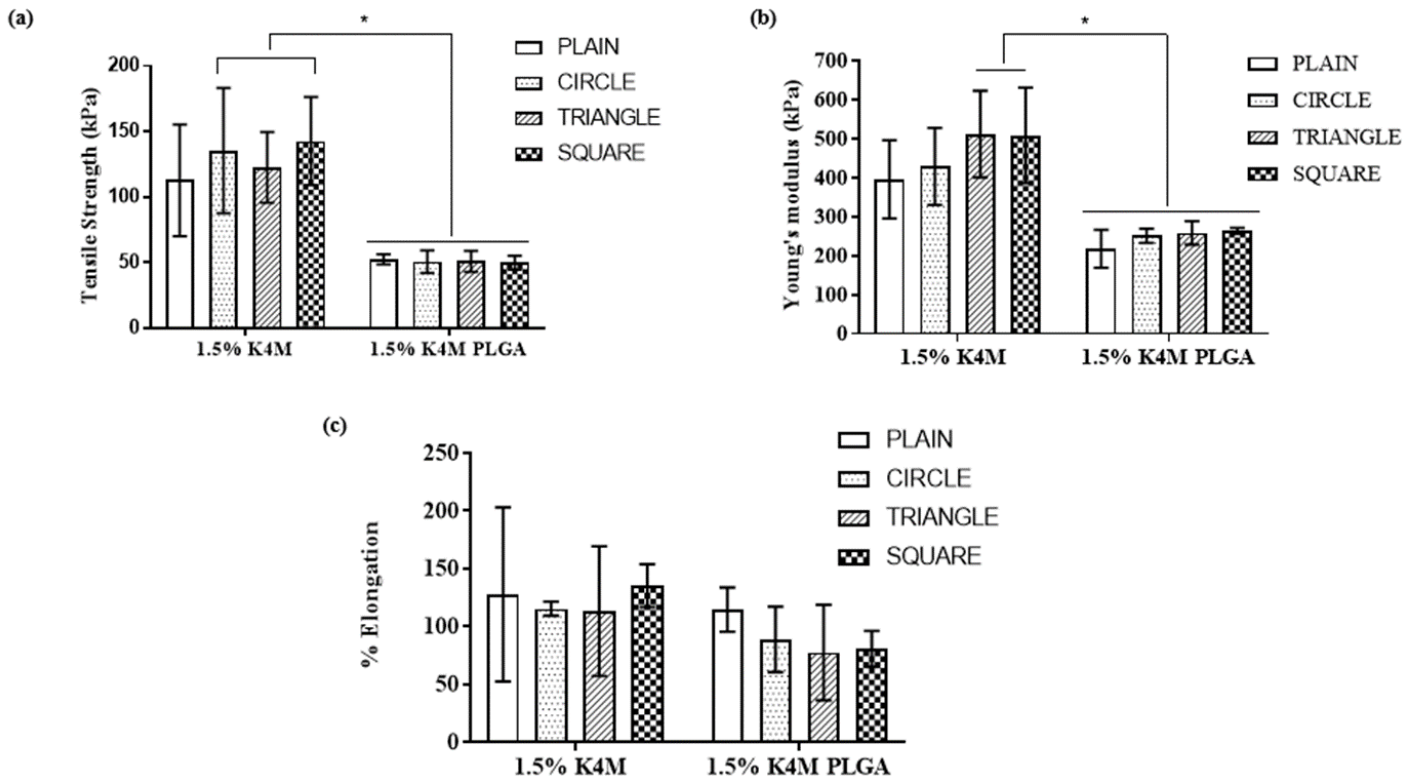 (a)
*
PLAIN
CIRCLE
TRIANGLE
SQUARE
Tensile Strength (kPa)
200
150
100
50
0
1.5% K4M
1.5% K4M PLGA
(b)
*
PLAIN
CIRCLE
TRIANGLE
SQUARE
Young's modulus (kPa)
700
600
500
400
300
200
100
0
1.5% K4M
1.5% K4M PLGA
(c)
PLAIN
CIRCLE
TRIANGLE
SQUARE
% Elongation
250
200
150
100
50
0
1.5% K4M
1.5% K4M PLGA